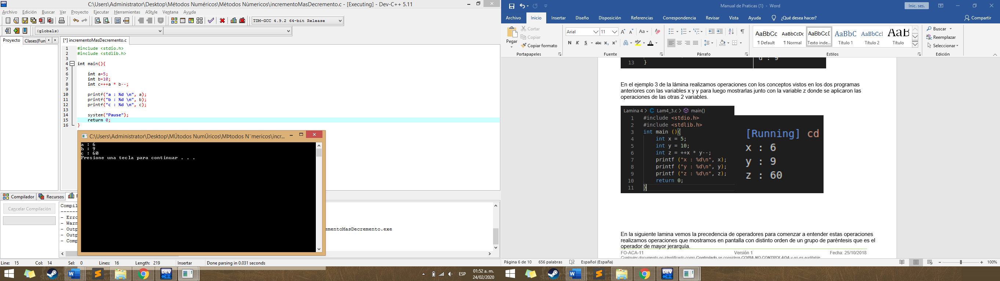 C:\Users\Administrator\Desktop\Métodos Numéricos\Mètodos Nùmericos\incrementoMasDecremento.c - [Executing] - Dev-C++ 5.11
Archivo Edición Buscar Ver Proyecto Ejecutar Herramientas AStyle Ventana Ayuda
TDM-GCC 4.9.2 64-bit Release
(globals)
Proyecto Clases(Fun [*] incrementoMasDecremento.c
1 #include <stdio.h>
2 #include <stdlib.h>
3
4 int main(){
5
6 int a=5;
7 int b=10;
8 int c=++a * b--;
9
10 printf("a : %d \n", a);
11 printf("b : %d \n", b);
12 printf("c : %d \n", c);
13
14 system("Pause");
15 return 0;
16 }
C:\Users\Administrator\Desktop\MÚtodos NumÚricos\MÞtodos N¨mericos\incr...
a : 6
b : 9
c : 60
Presione una tecla para continuar . . .
Compilador Recursos
Cancelar Compilación
Compil
- Erro
- Warn
- Outp ementoMasDecremento.exe
- Outp
- Comp
Line: 15 Col: 14 Sel: 0 Lines: 16 Length: 219 Insertar Done parsing in 0.031 seconds
ESP
01:52 a. m.
24/02/2020
Manual de Praticas (1) - Word
Inic. ses.
Archivo Inicio Insertar Diseño Disposición Referencias Correspondencia Revisar Vista Ayuda ¿Qué desea hacer? Compartir
Pegar
Cortar
Copiar
Copiar formato
Portapapeles
Arial 11
N K S abc x₂ x²
Fuente
Párrafo
AaBbCc ¶ Default
AaBbCcDc ¶ Normal
AaBbCcI Texto inde...
AaBbC Título 1
AaBbCcl Título 2
AaB Título
Estilos
Buscar
Reemplazar
Seleccionar
Edición
13 }
d : 9
En el ejemplo 3 de la lámina realizamos operaciones con los conceptos vistos en los dos programas
anteriores con las variables x y y para luego mostrarlas junto con la variable z donde se aplicaron las
operaciones de las otras 2 variables.
Lamina 4 > C Lam4_3.c > main()
1 #include <stdio.h>
2 #include <stdlib.h>
3 int main (){
4 int x = 5;
5 int y = 10;
6 int z = ++x * y--;
7 printf ("x : %d\n", x);
8 printf ("y : %d\n", y);
9 printf ("z : %d\n", z);
10 return 0;
11 }
[Running] cd
x : 6
y : 9
z : 60
En la siguiente lamina vemos la precedencia de operadores para comenzar a entender estas operaciones
realizamos operaciones que mostramos en pantalla con distinto orden de un grupo de paréntesis que es el
operador de mayor jerarquía.
FO-ACA-11 Versión 1 Fecha: 25/10/2018
Cualquier documento no identificado como Controlado se considera COPIA NO CONTROLADA y no es auditable
Página 6 de 10 656 palabras Español (España) 100%